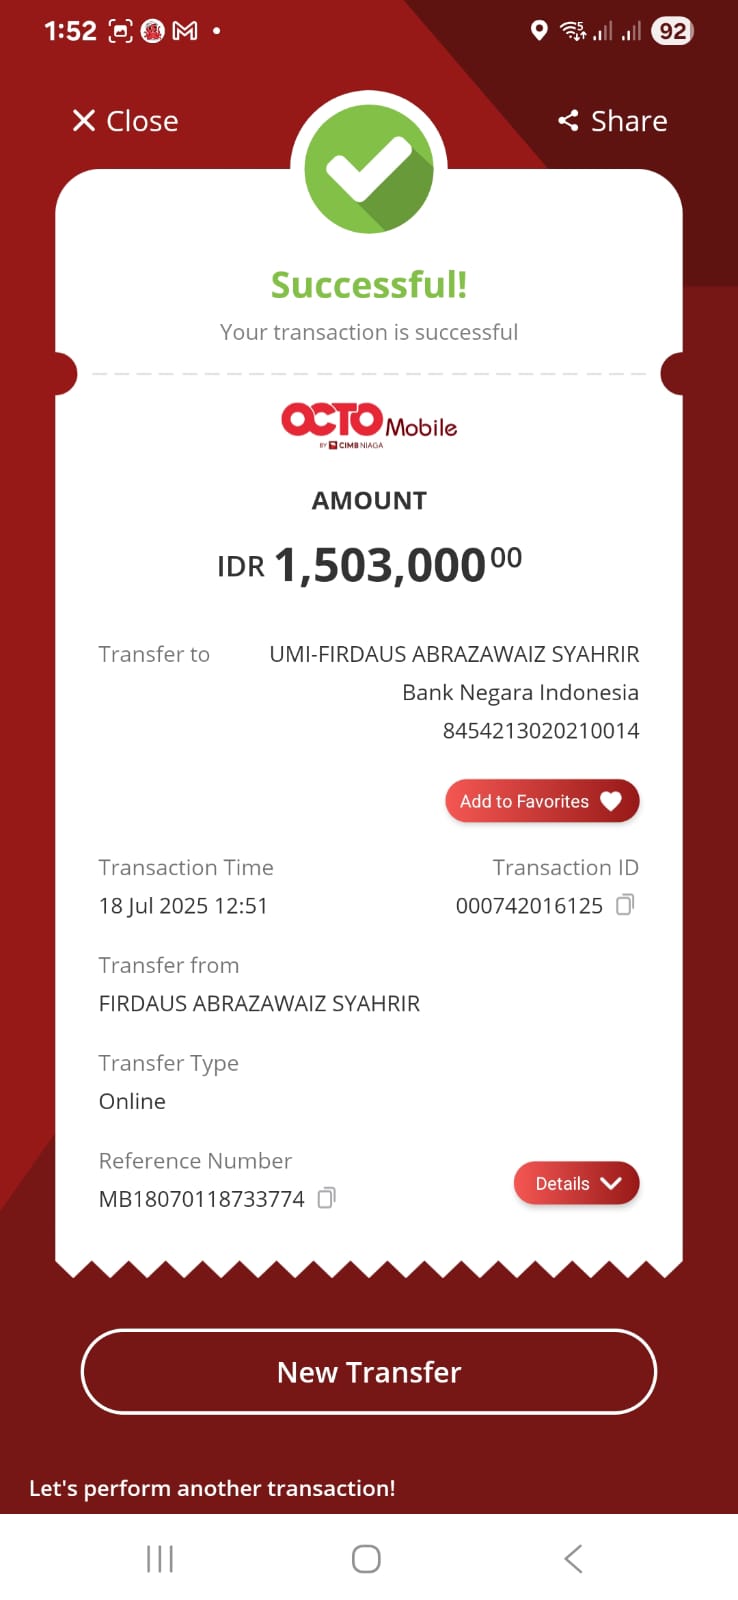 1:52
92
Close
Share
Successful!
Your transaction is successful
OCTO Mobile
BY CIMB NIAGA
AMOUNT
IDR 1,503,000.00
Transfer to UMI-FIRDAUS ABRAZAWAIZ SYAHRIR
Bank Negara Indonesia
8454213020210014
Add to Favorites
Transaction Time Transaction ID
18 Jul 2025 12:51 000742016125
Transfer from
FIRDAUS ABRAZAWAIZ SYAHRIR
Transfer Type
Online
Reference Number
MB18070118733774
Details
New Transfer
Let's perform another transaction!